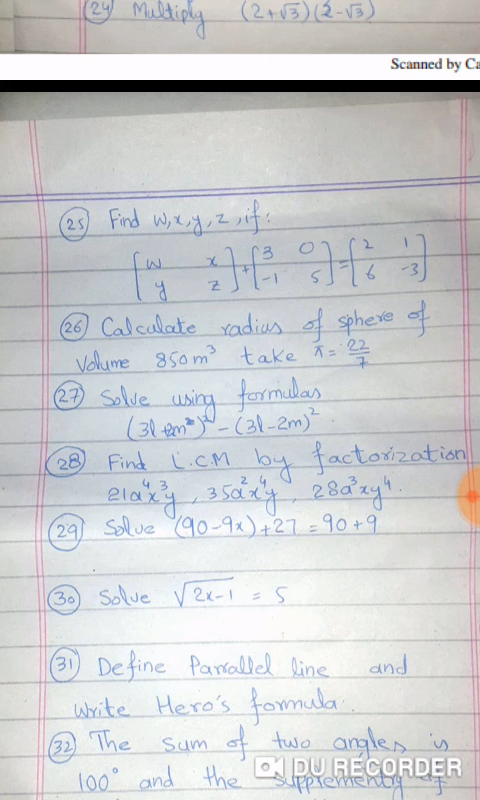 (24) Multiply (2+√3)(2-√3)
Scanned by Ca
(25) Find w,x,y,z, if:
[w x
y z] + [3 0
-1 5] = [2 1
6 -3]
(26) Calculate radius of sphere of
Volume 850m³ take π = 22/7
(27) Solve using formulas
(3l+2m)² - (3l-2m)²
(28) Find L.C.M by factorization
21a⁴x³y, 35a²x⁴y, 28a³xy⁴.
(29) Solve (90-9x)+27 = 90+9
(30) Solve √2x-1 = 5
(31) Define Parrallel line and
write Hero's formula.
(32) The sum of two angles is
100° and the supplementry of
DU RECORDER